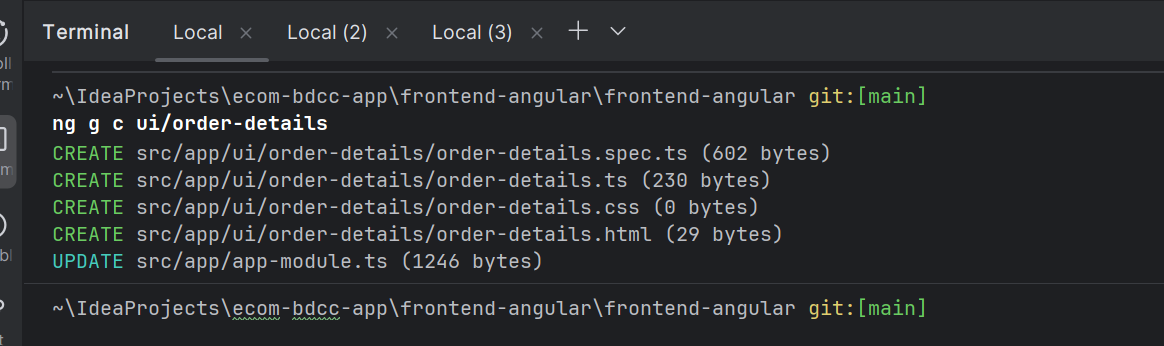 Terminal Local × Local (2) × Local (3) × +
~\IdeaProjects\ecom-bdcc-app\frontend-angular\frontend-angular git:[main]
ng g c ui/order-details
CREATE src/app/ui/order-details/order-details.spec.ts (602 bytes)
CREATE src/app/ui/order-details/order-details.ts (230 bytes)
CREATE src/app/ui/order-details/order-details.css (0 bytes)
CREATE src/app/ui/order-details/order-details.html (29 bytes)
UPDATE src/app/app-module.ts (1246 bytes)
~\IdeaProjects\ecom-bdcc-app\frontend-angular\frontend-angular git:[main]